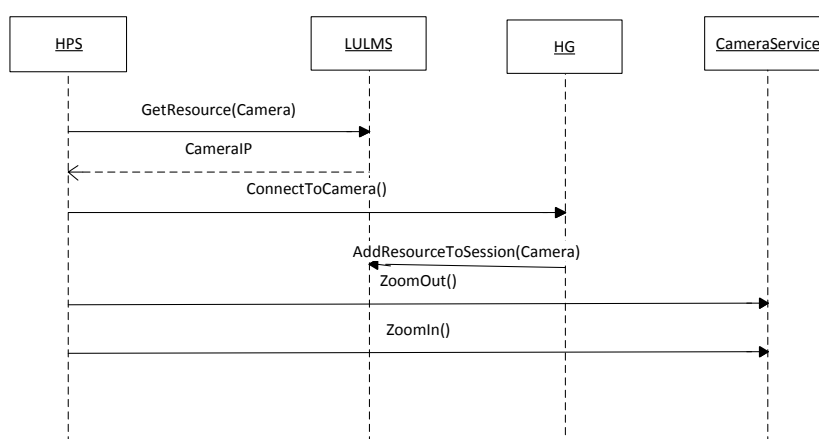 HPS
LULMS
HG
CameraService
GetResource(Camera)
CameraIP
ConnectToCamera()
AddResourceToSession(Camera)
ZoomOut()
ZoomIn()